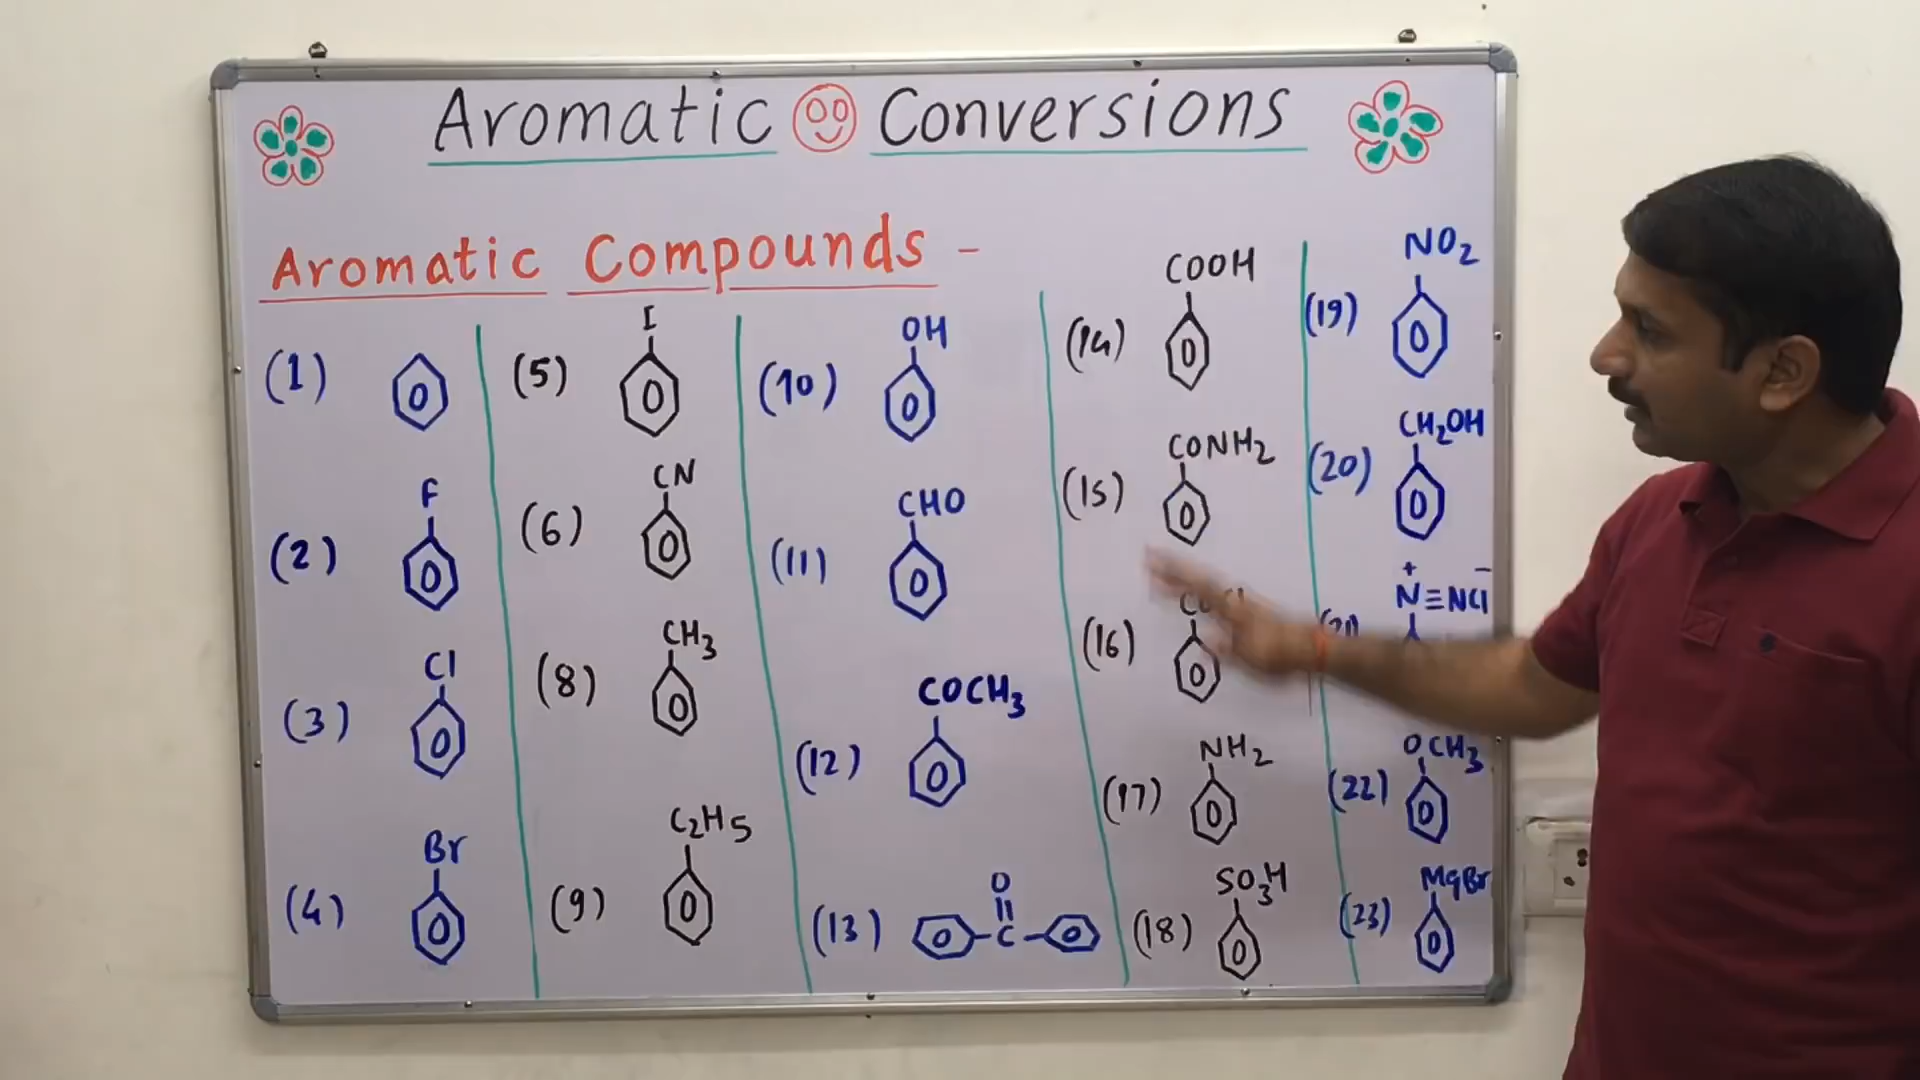 Aromatic Conversions
Aromatic Compounds -
(1)
(2) F
(3) Cl
(4) Br
(5) I
(6) CN
(8) CH3
(9) C2H5
(10) OH
(11) CHO
(12) COCH3
(13) O
C
(14) COOH
(15) CONH2
(16)
(17) NH2
(18) SO3H
(19) NO2
(20) CH2OH
+ −
N≡NCl
(22) OCH3
(23) MgBr